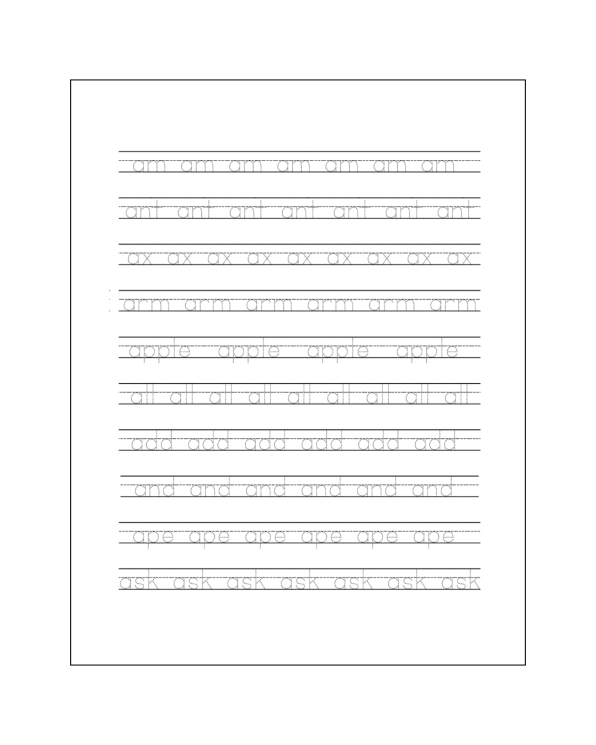 am am am am am am am
ant ant ant ant ant ant ant
ax ax ax ax ax ax ax ax ax
arm arm arm arm arm arm
apple apple apple apple
all all all all all all all all all
add add add add add add
and and and and and and
ape ape ape ape ape ape
ask ask ask ask ask ask ask